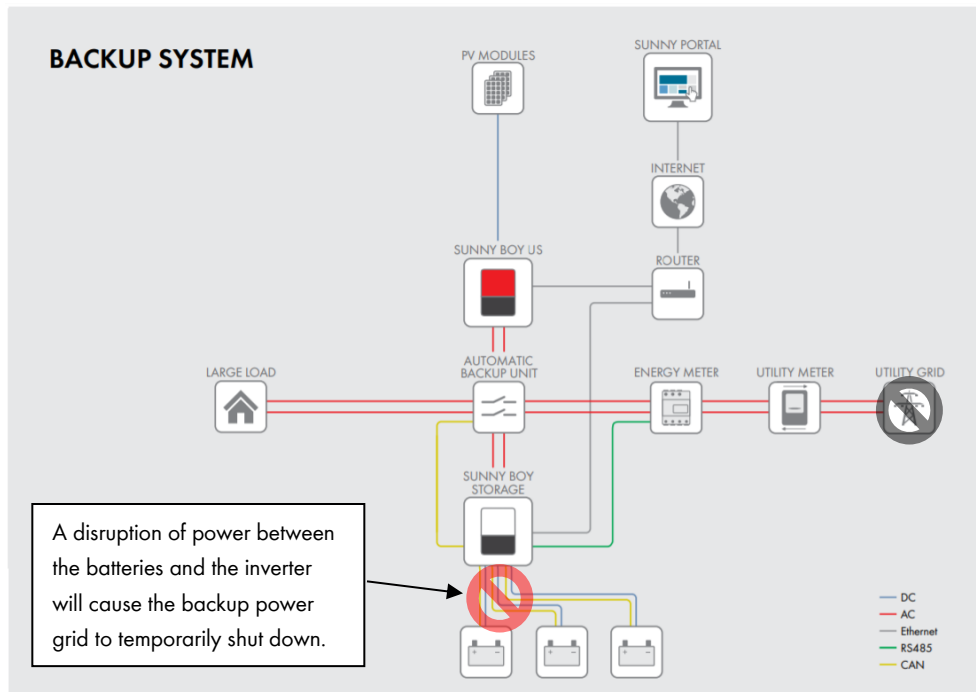 BACKUP SYSTEM
PV MODULES
SUNNY PORTAL
INTERNET
SUNNY BOY US
ROUTER
LARGE LOAD
AUTOMATIC
BACKUP UNIT
ENERGY METER
UTILITY METER
UTILITY GRID
SUNNY BOY
STORAGE
A disruption of power between
the batteries and the inverter
will cause the backup power
grid to temporarily shut down.
DC
AC
Ethernet
RS485
CAN